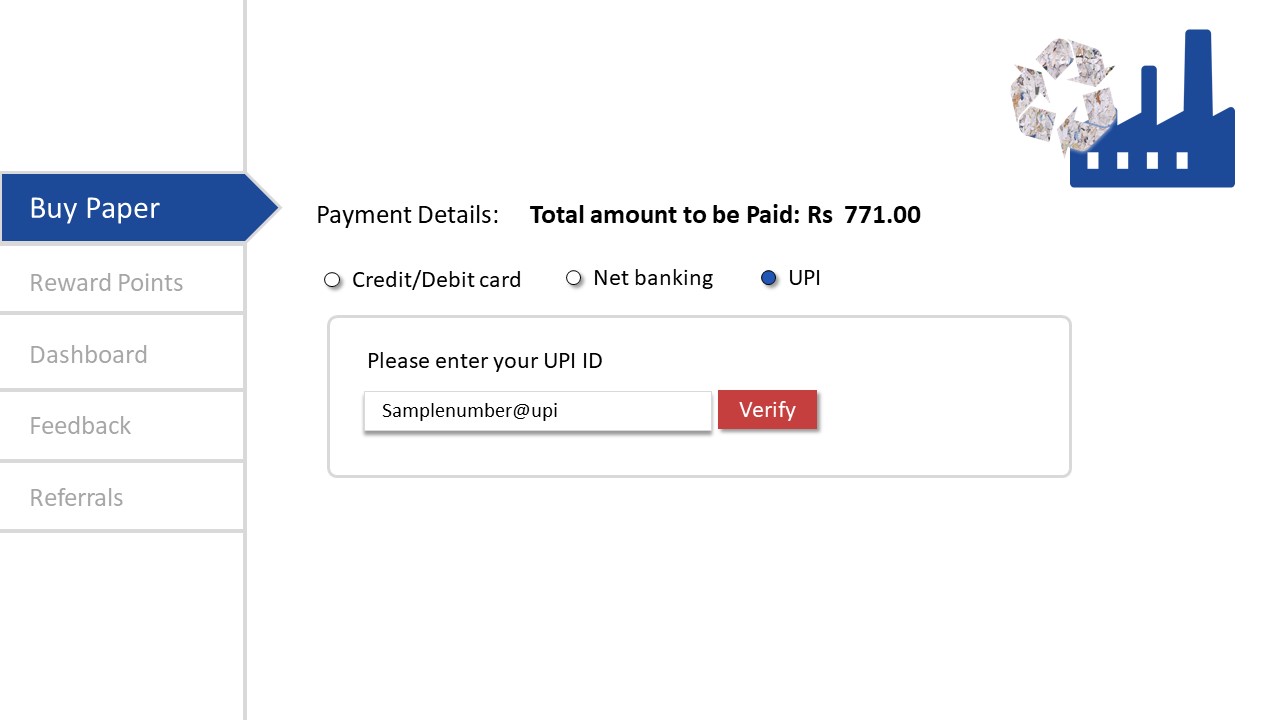 Buy Paper
Reward Points
Dashboard
Feedback
Referrals
Payment Details: Total amount to be Paid: Rs 771.00
Credit/Debit card Net banking UPI
Please enter your UPI ID
Samplenumber@upi Verify